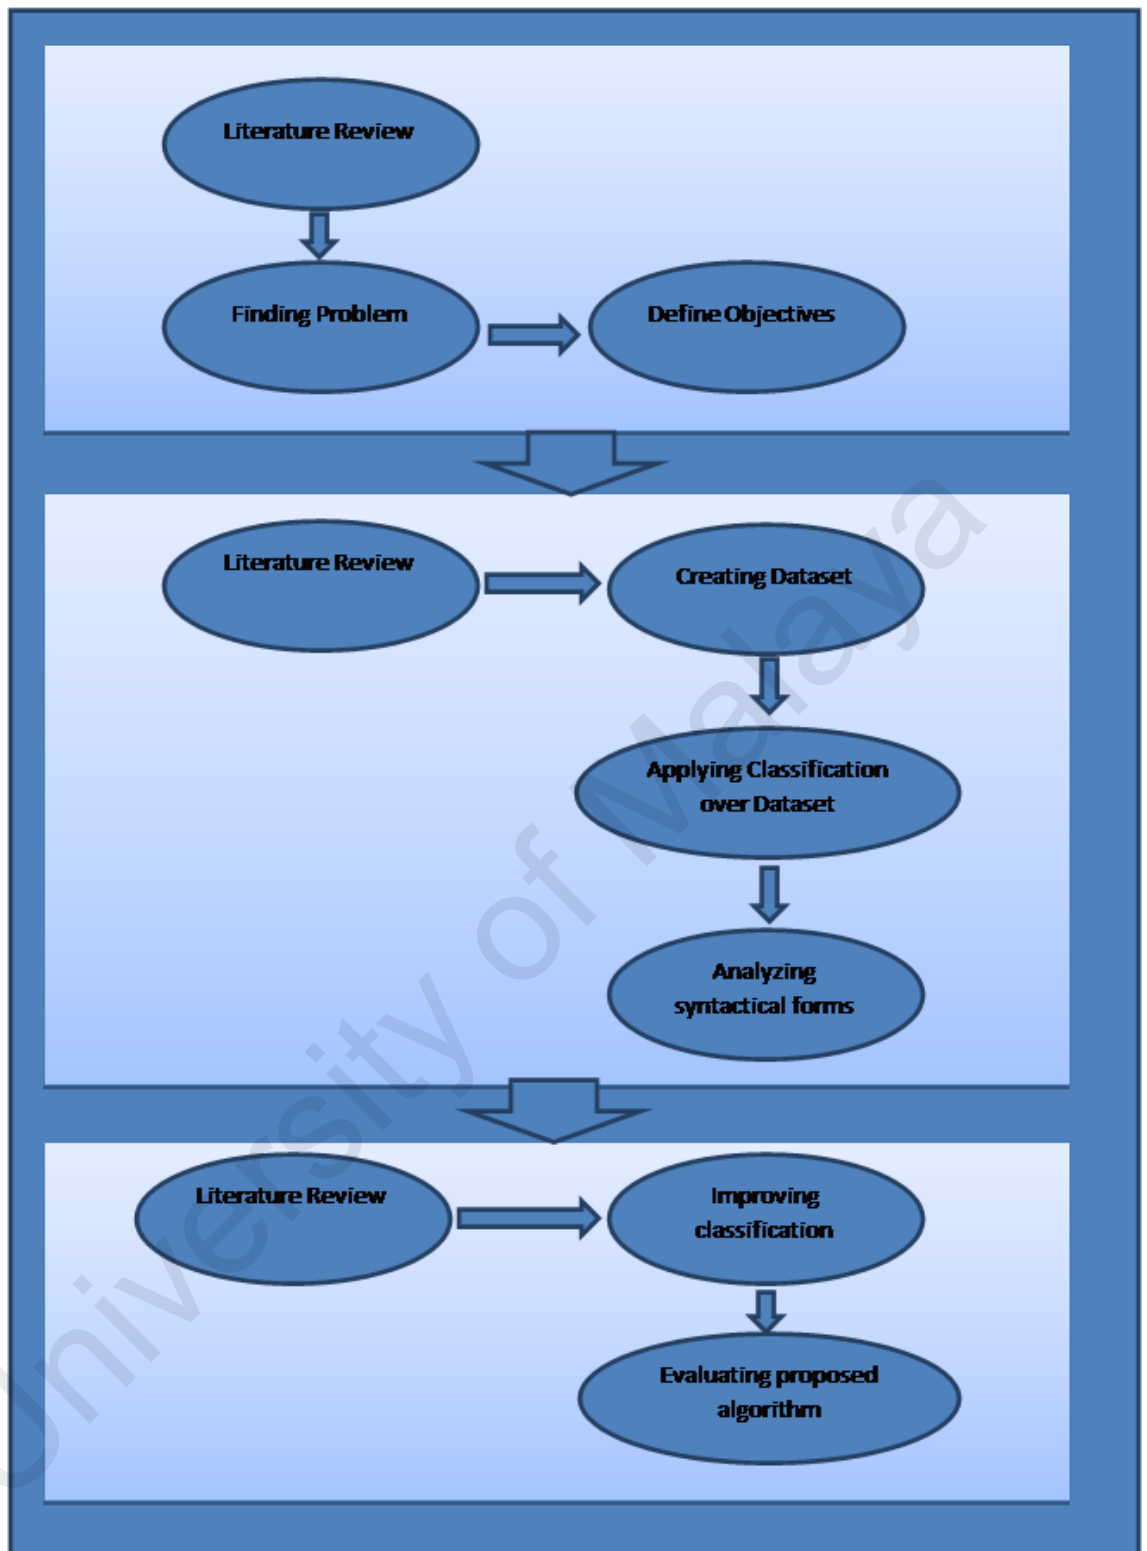 Literature Review
Finding Problem
Define Objectives
Literature Review
Creating Dataset
Applying Classification
over Dataset
Analyzing
syntactical forms
Literature Review
Improving
classification
Evaluating proposed
algorithm
University of Malaya